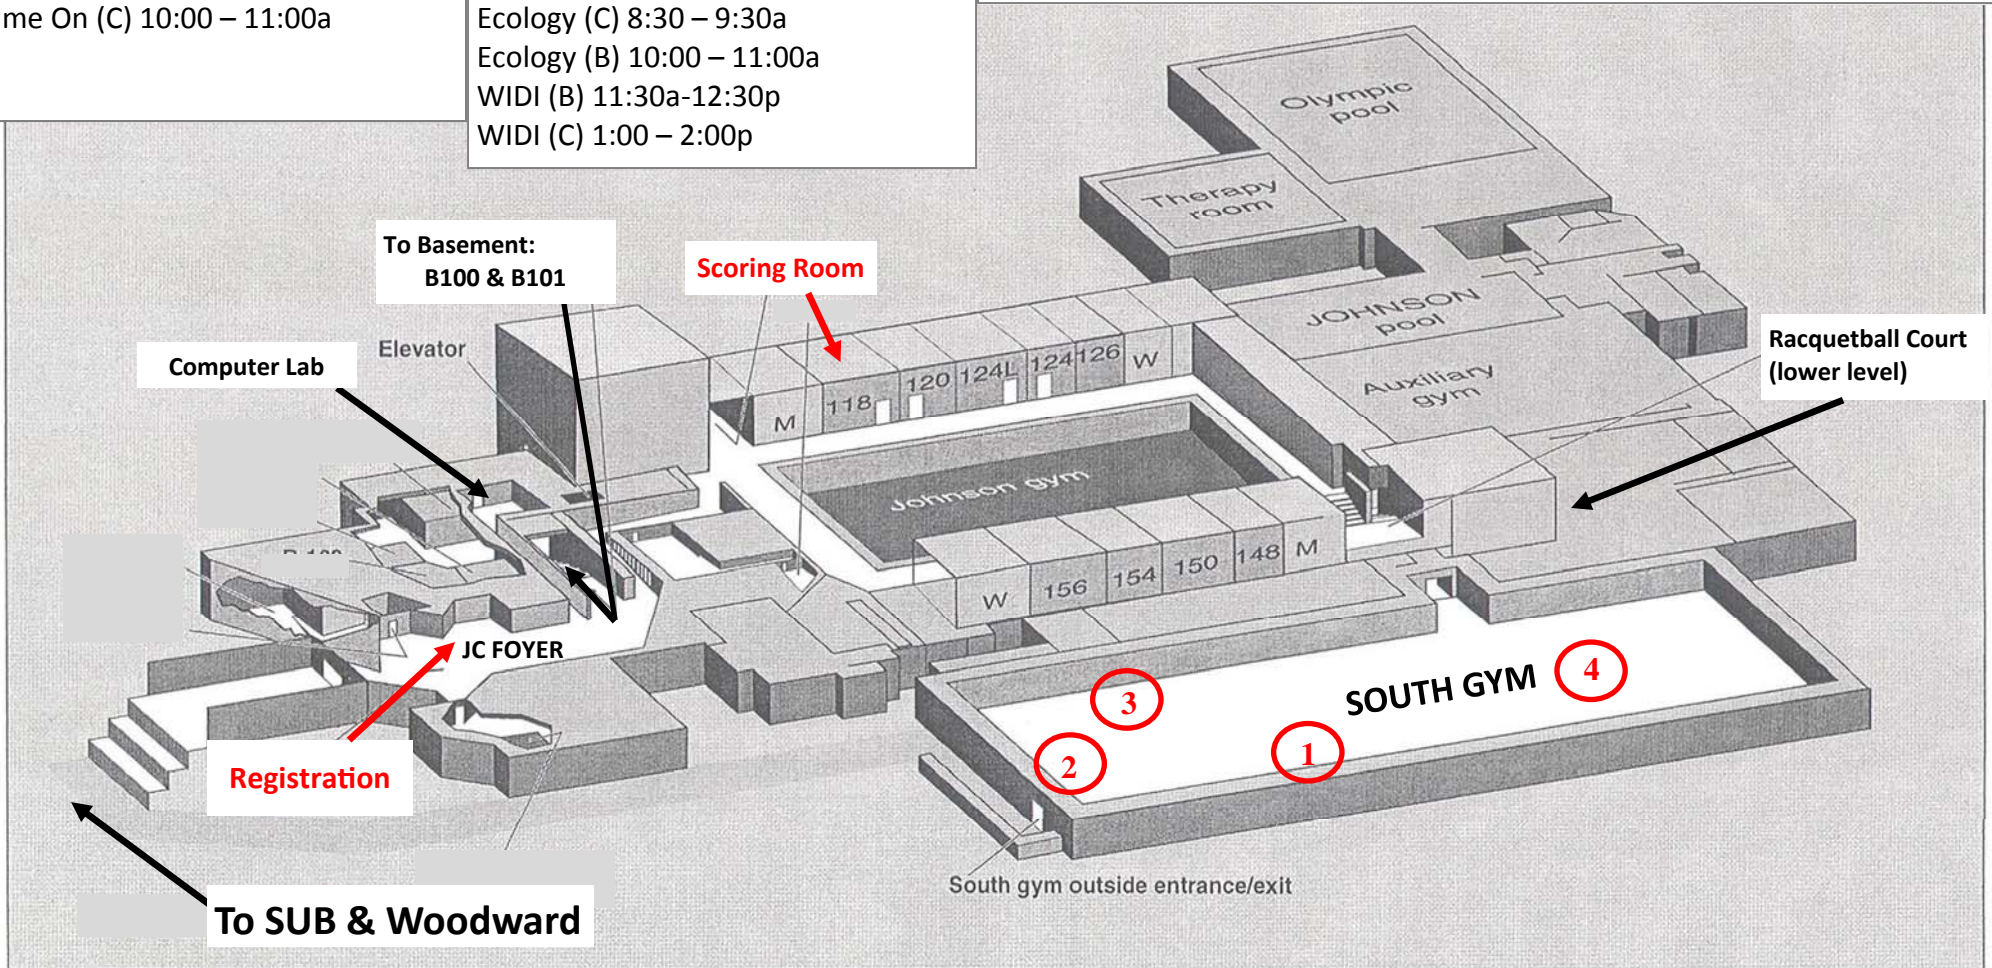 me On (C) 10:00 – 11:00a
Ecology (C) 8:30 – 9:30a
Ecology (B) 10:00 – 11:00a
WIDI (B) 11:30a-12:30p
WIDI (C) 1:00 – 2:00p
Olympic
pool
Therapy
room
To Basement:
B100 & B101
Scoring Room
JOHNSON
pool
Racquetball Court
(lower level)
Elevator
Computer Lab
Auxiliary
gym
M
118
120
124L
124
126
W
Johnson gym
W
156
154
150
148
M
JC FOYER
SOUTH GYM
4
3
2
1
Registration
South gym outside entrance/exit
To SUB & Woodward